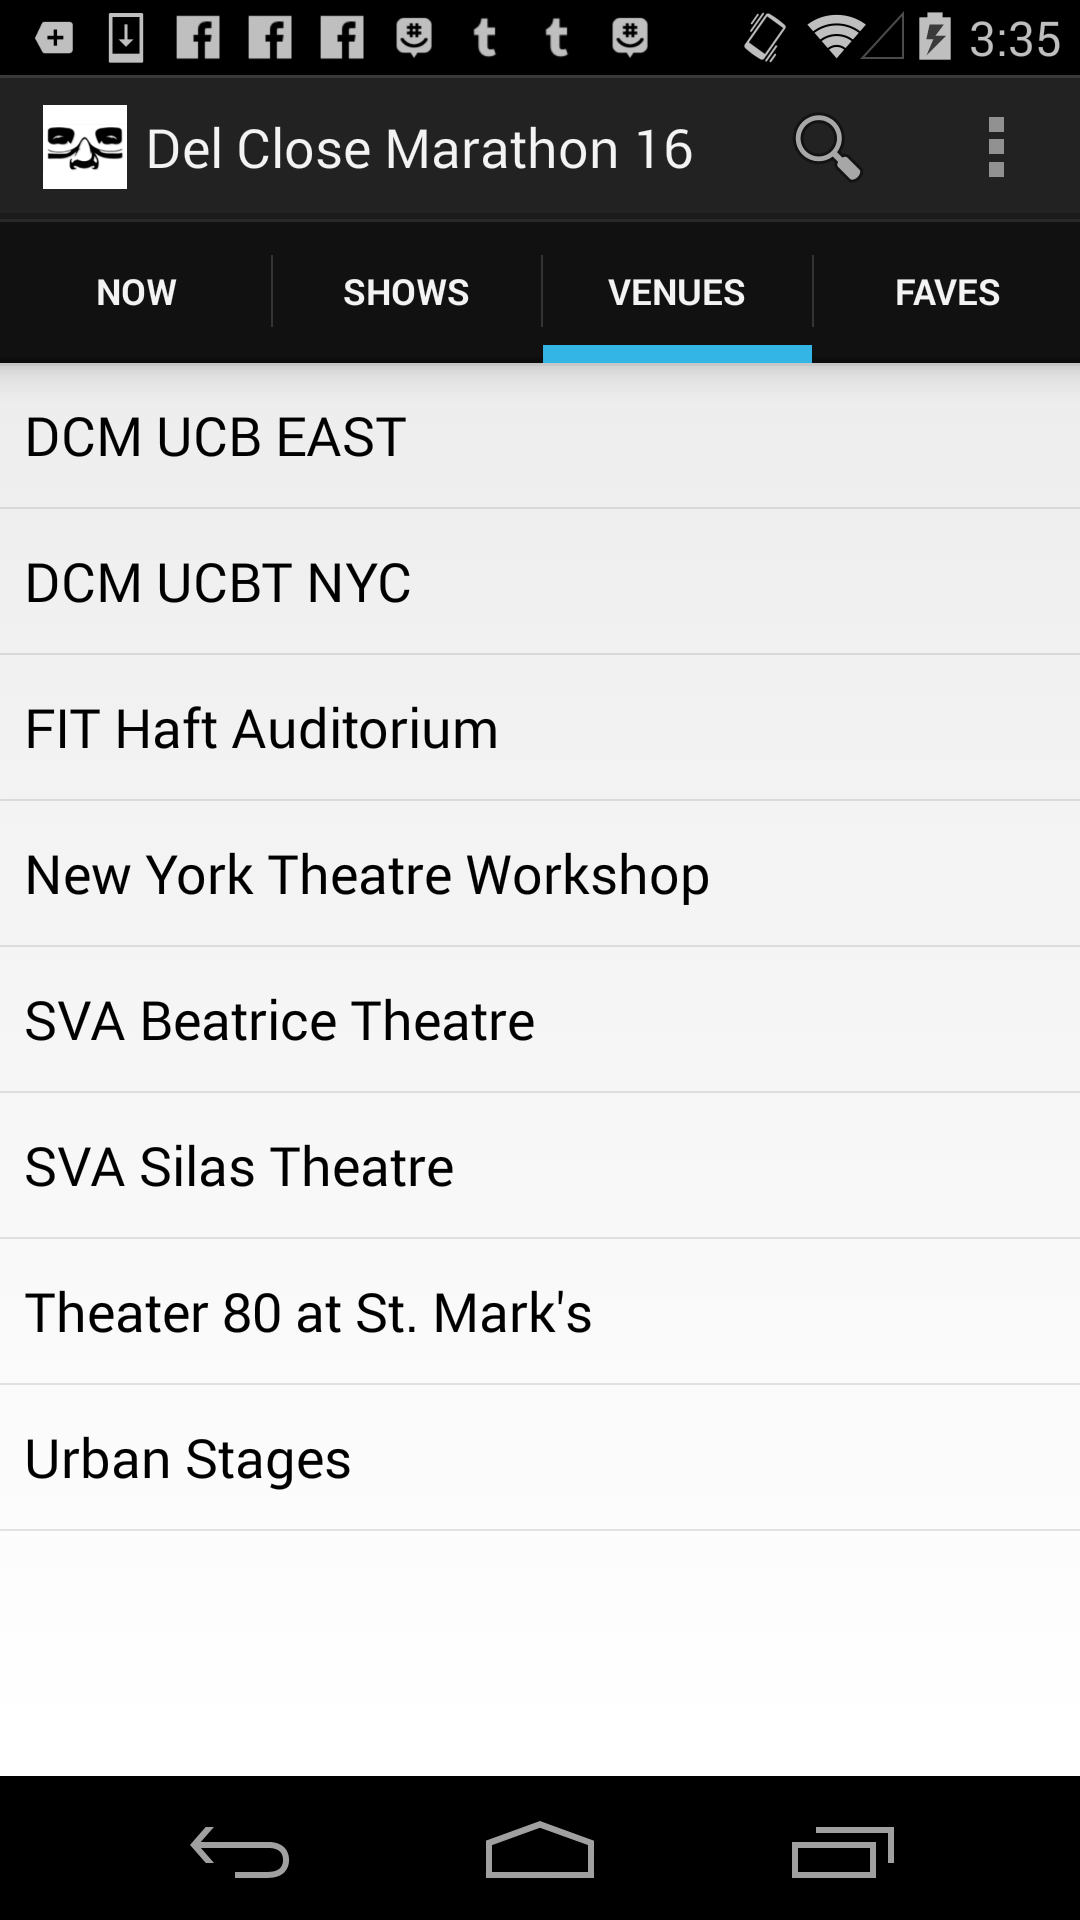 3:35
Del Close Marathon 16
NOW SHOWS VENUES FAVES
DCM UCB EAST
DCM UCBT NYC
FIT Haft Auditorium
New York Theatre Workshop
SVA Beatrice Theatre
SVA Silas Theatre
Theater 80 at St. Mark's
Urban Stages